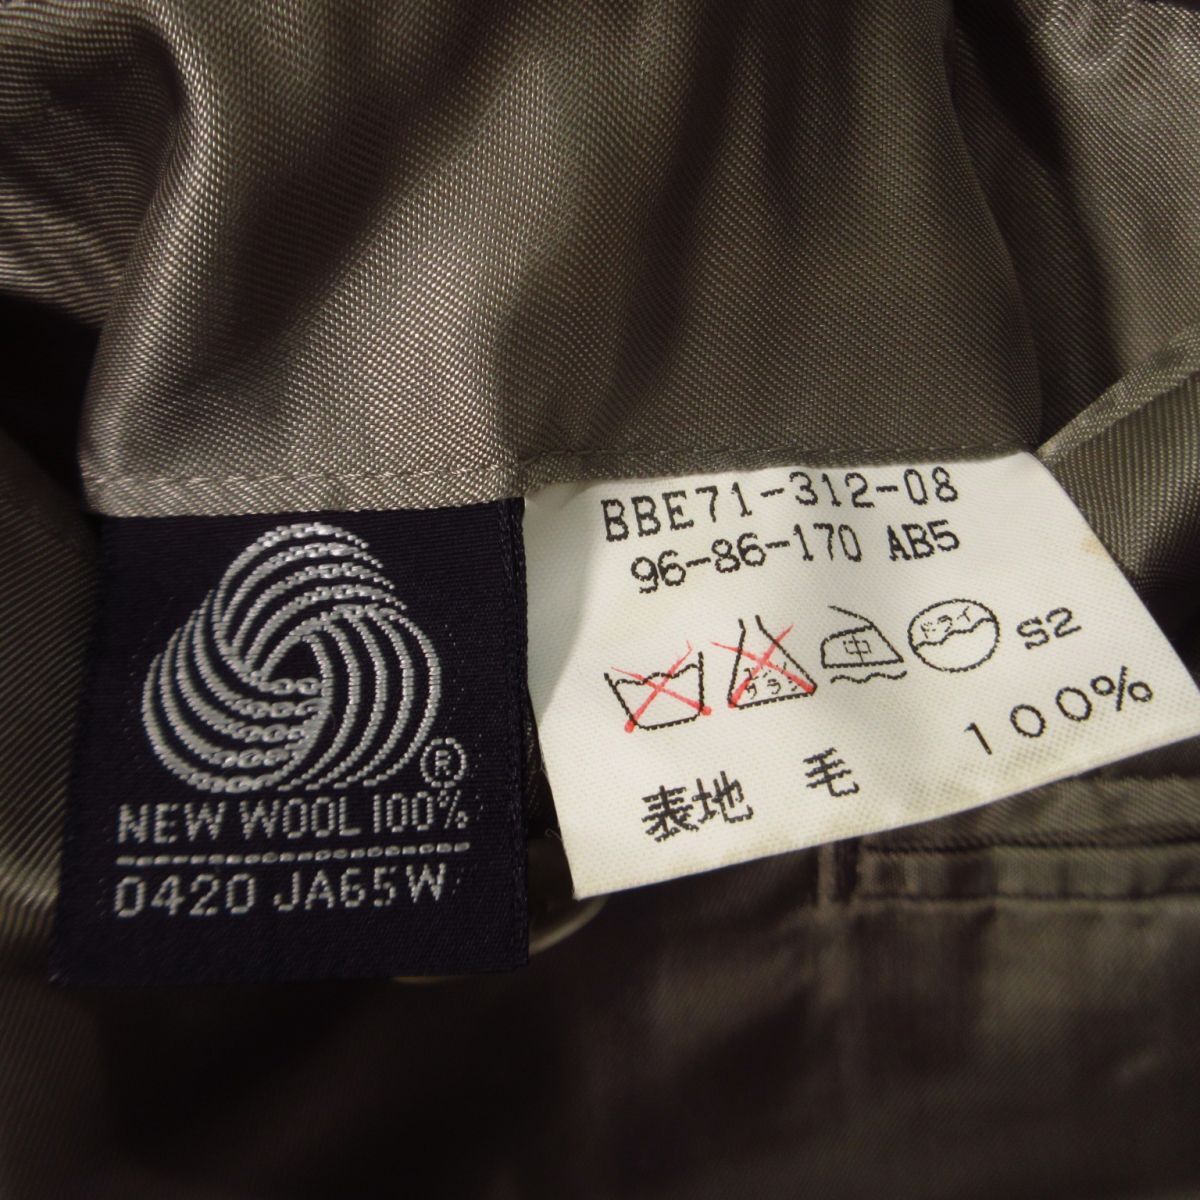 ®
NEW WOOL 100%
0420 JA65W
BBE71-312-08
96-86-170 AB5
中
ドライ
S2
表地 毛 100%